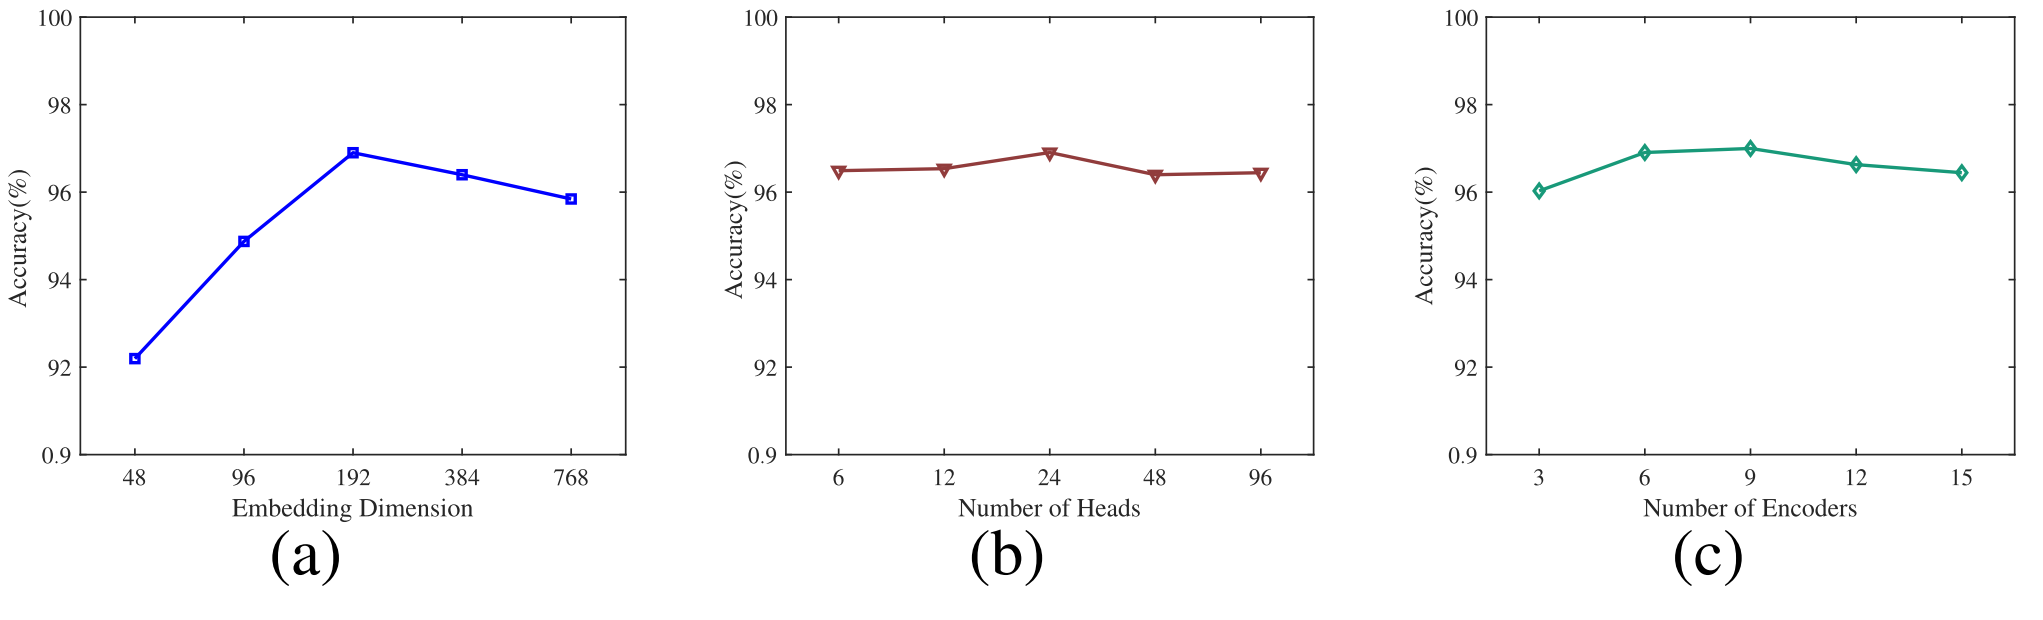 100
98
96
94
92
0.9
Accuracy(%)
48 96 192 384 768
Embedding Dimension
(a)
100
98
96
94
92
0.9
Accuracy(%)
6 12 24 48 96
Number of Heads
(b)
100
98
96
94
92
0.9
Accuracy(%)
3 6 9 12 15
Number of Encoders
(c)